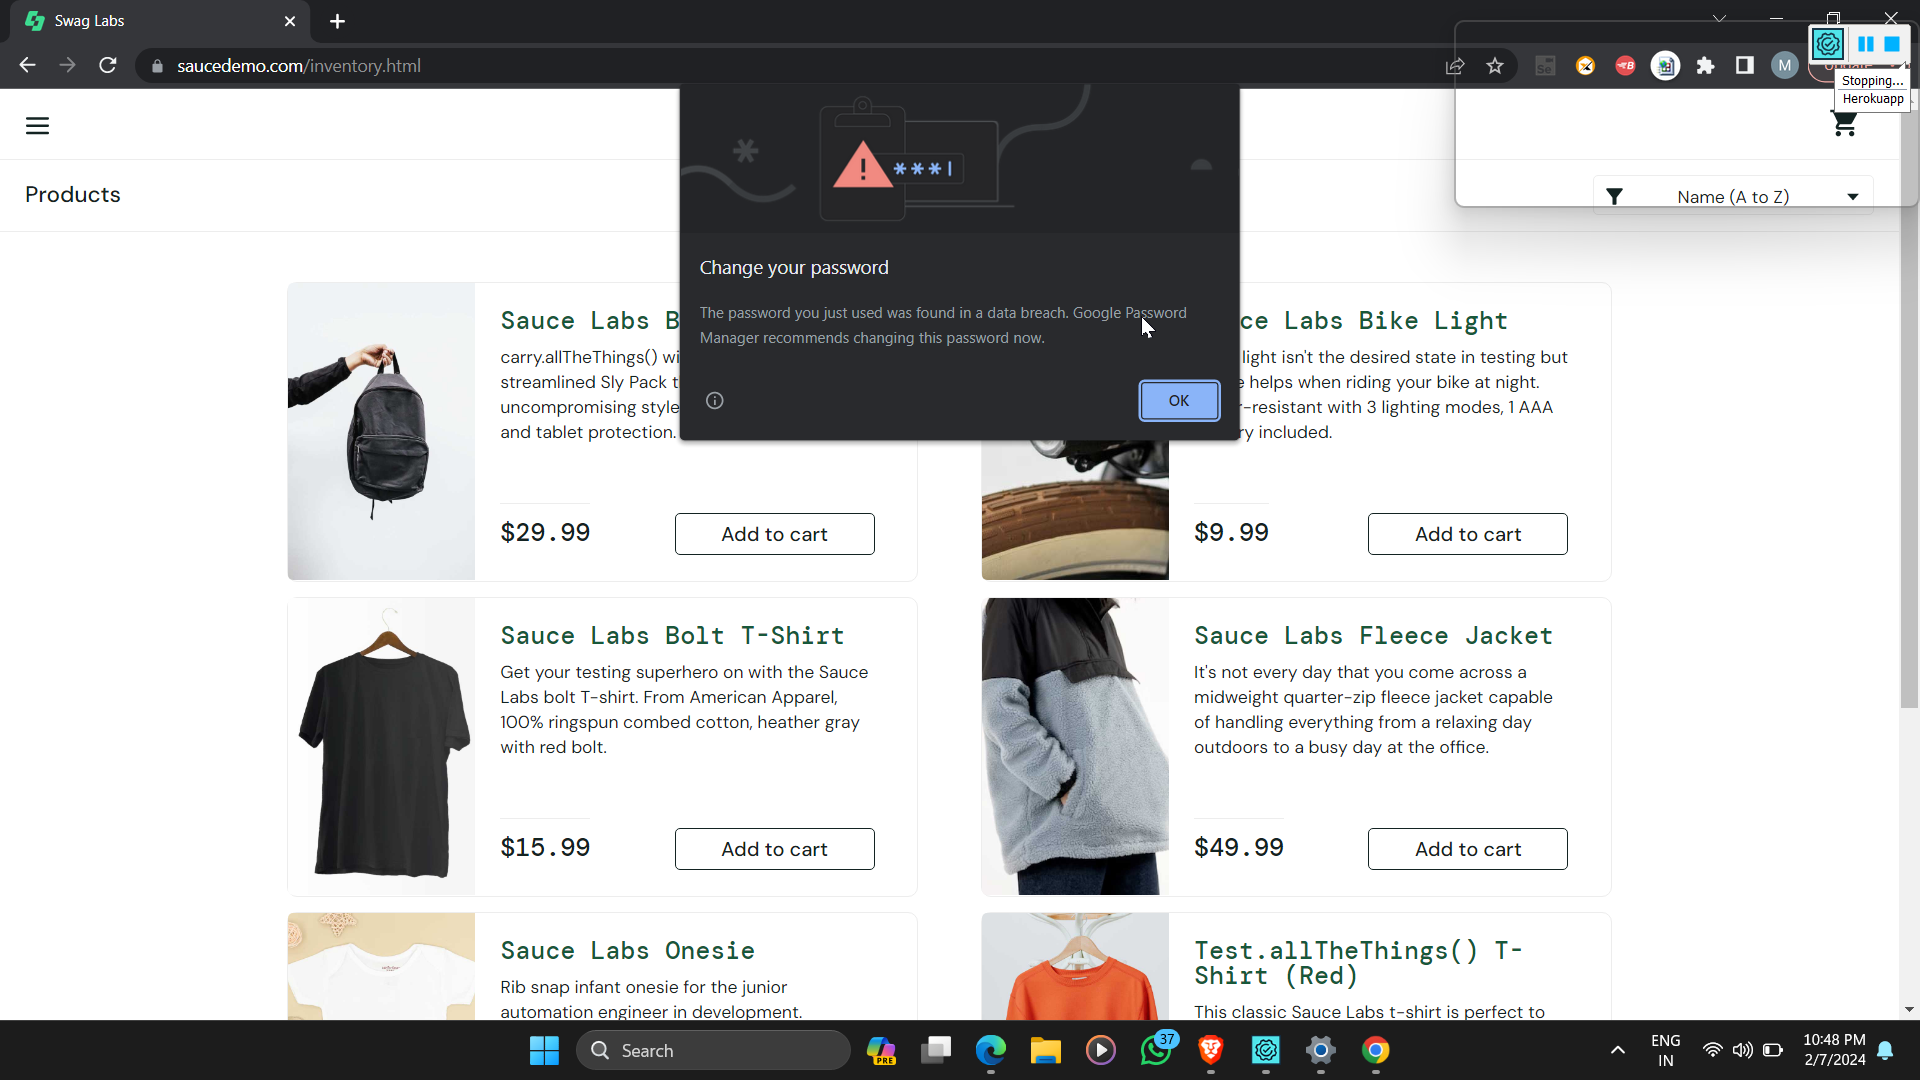 Swag Labs
saucedemo.com/inventory.html
Se
M
Stopping...
Herokuapp
***|
Products
Name (A to Z)
Change your password
The password you just used was found in a data breach. Google Password
Manager recommends changing this password now.
OK
Sauce Labs B
carry.allTheThings() wi
streamlined Sly Pack t
uncompromising style
and tablet protection.
$29.99
Add to cart
ce Labs Bike Light
light isn't the desired state in testing but
e helps when riding your bike at night.
r-resistant with 3 lighting modes, 1 AAA
ry included.
$9.99
Add to cart
Sauce Labs Bolt T-Shirt
Get your testing superhero on with the Sauce
Labs bolt T-shirt. From American Apparel,
100% ringspun combed cotton, heather gray
with red bolt.
$15.99
Add to cart
Sauce Labs Fleece Jacket
It's not every day that you come across a
midweight quarter-zip fleece jacket capable
of handling everything from a relaxing day
outdoors to a busy day at the office.
$49.99
Add to cart
Sauce Labs Onesie
Rib snap infant onesie for the junior
automation engineer in development.
Test.allTheThings() T-
Shirt (Red)
This classic Sauce Labs t-shirt is perfect to
Search
PRE
37
ENG
IN
10:48 PM
2/7/2024